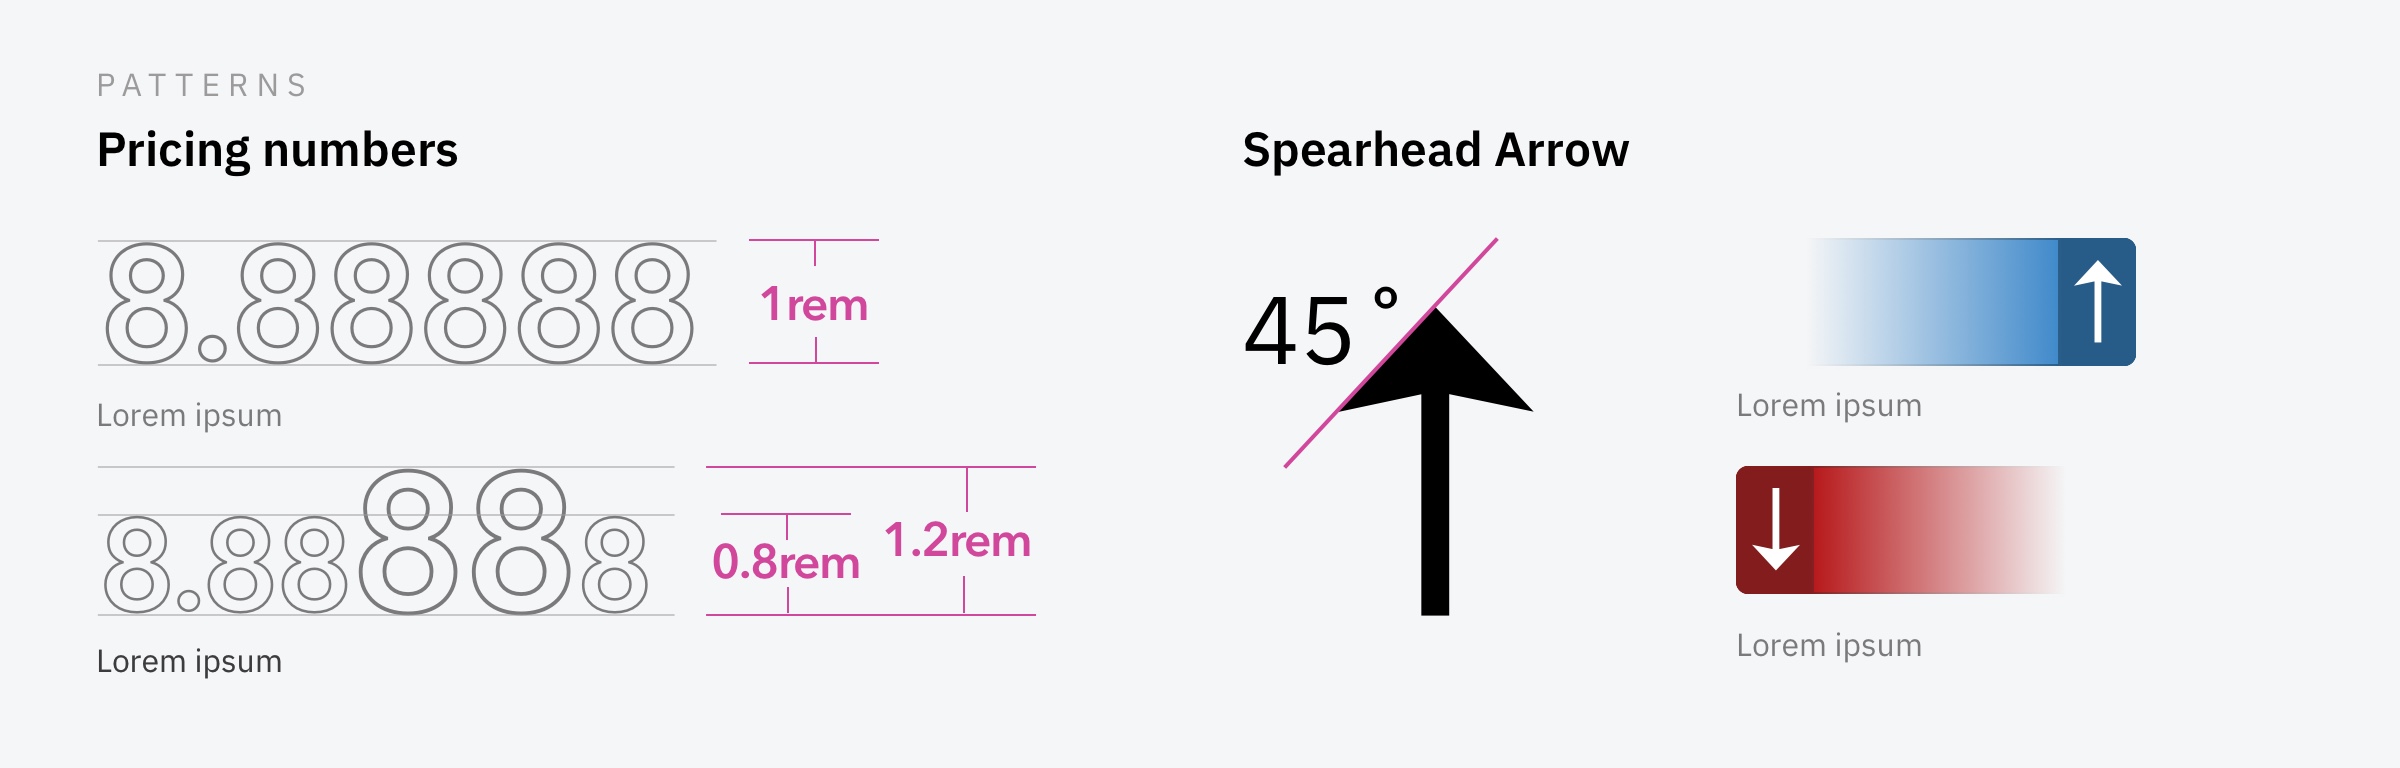 PATTERNS
Pricing numbers
8.88888
1rem
Lorem ipsum
8.88888
0.8rem
1.2rem
Lorem ipsum
Spearhead Arrow
45°
Lorem ipsum
Lorem ipsum